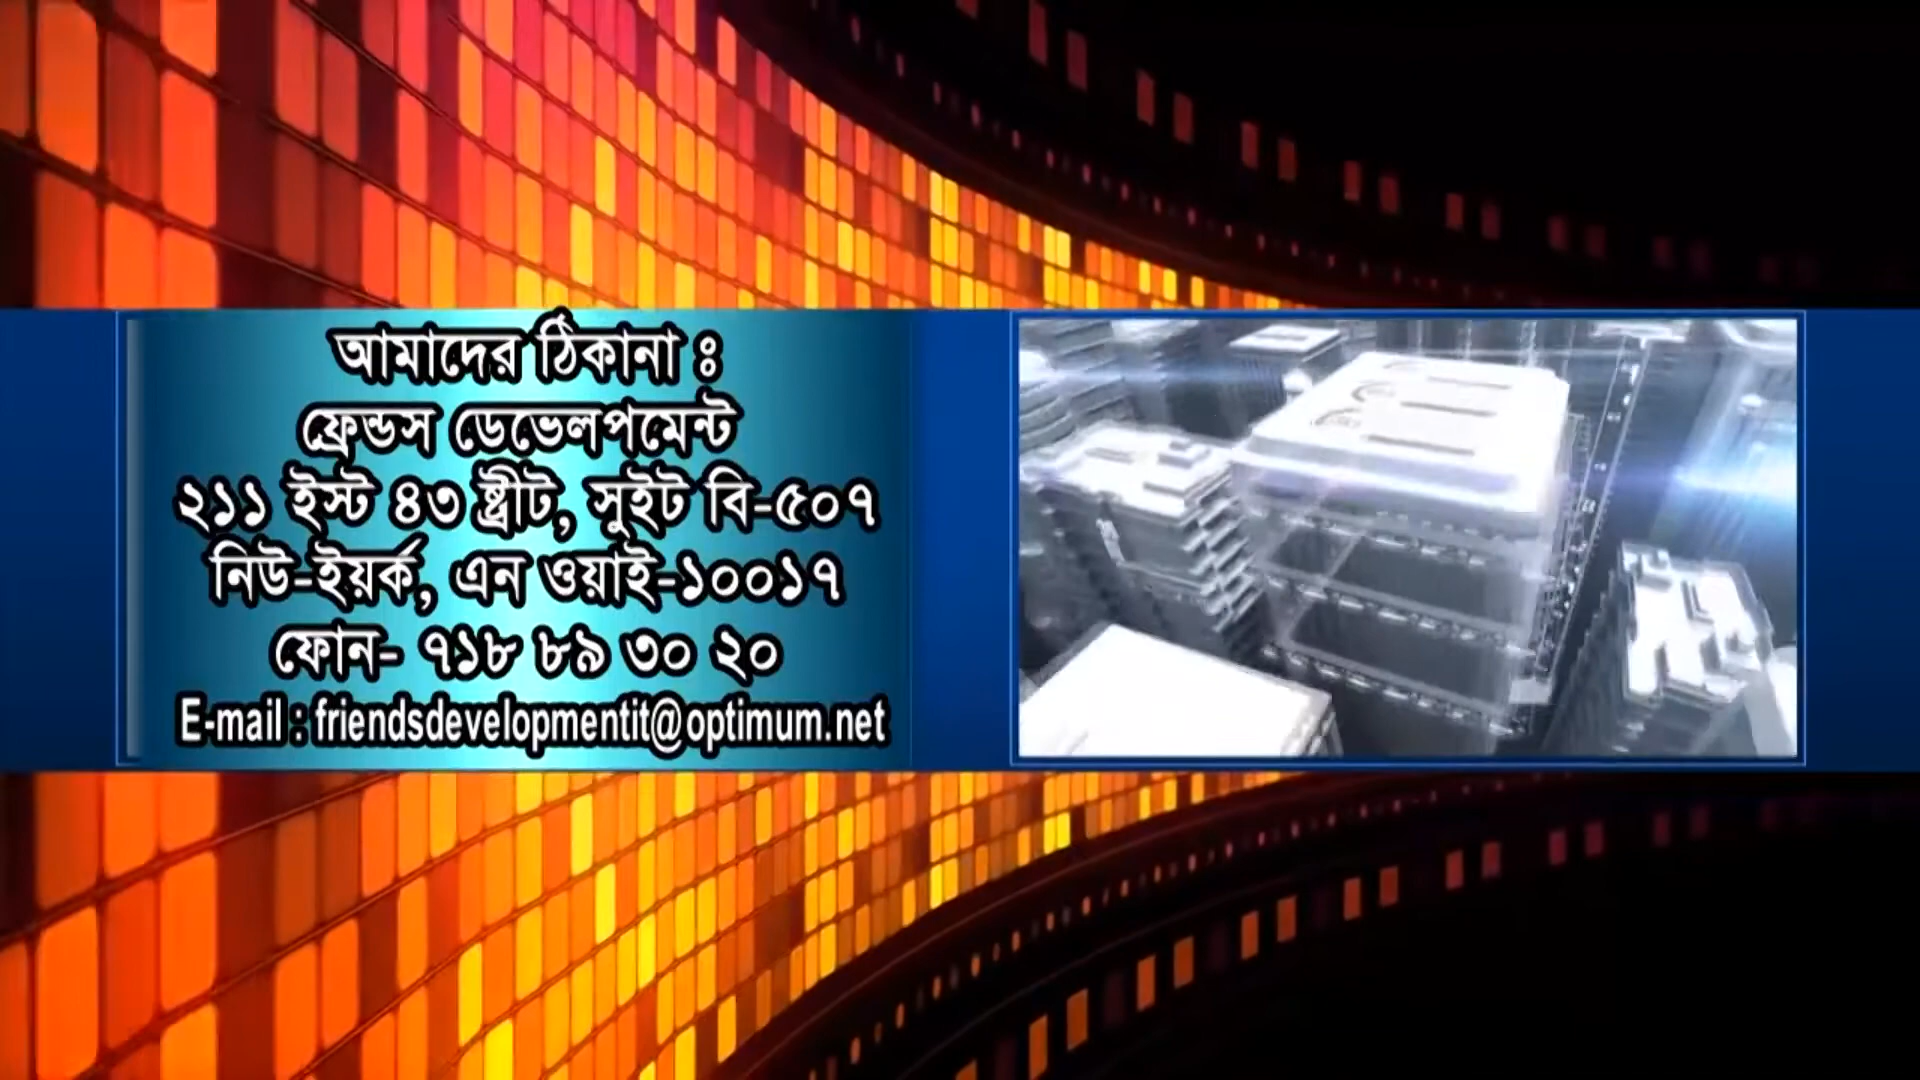 আমাদের ঠিকানা ঃ
ফ্রেন্ডস ডেভেলপমেন্ট
২১১ ইস্ট ৪৩ ষ্ট্রীট, সুইট বি-৫০৭
নিউ-ইয়র্ক, এন ওয়াই-১০০১৭
ফোন- ৭১৮ ৮৯ ৩০ ২০
E-mail : friendsdevelopmentit@optimum.net